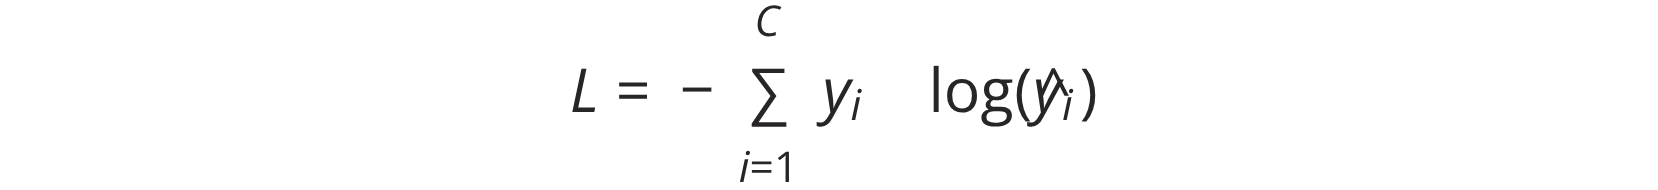 C
L = − ∑ yᵢ log(ŷᵢ)
i=1